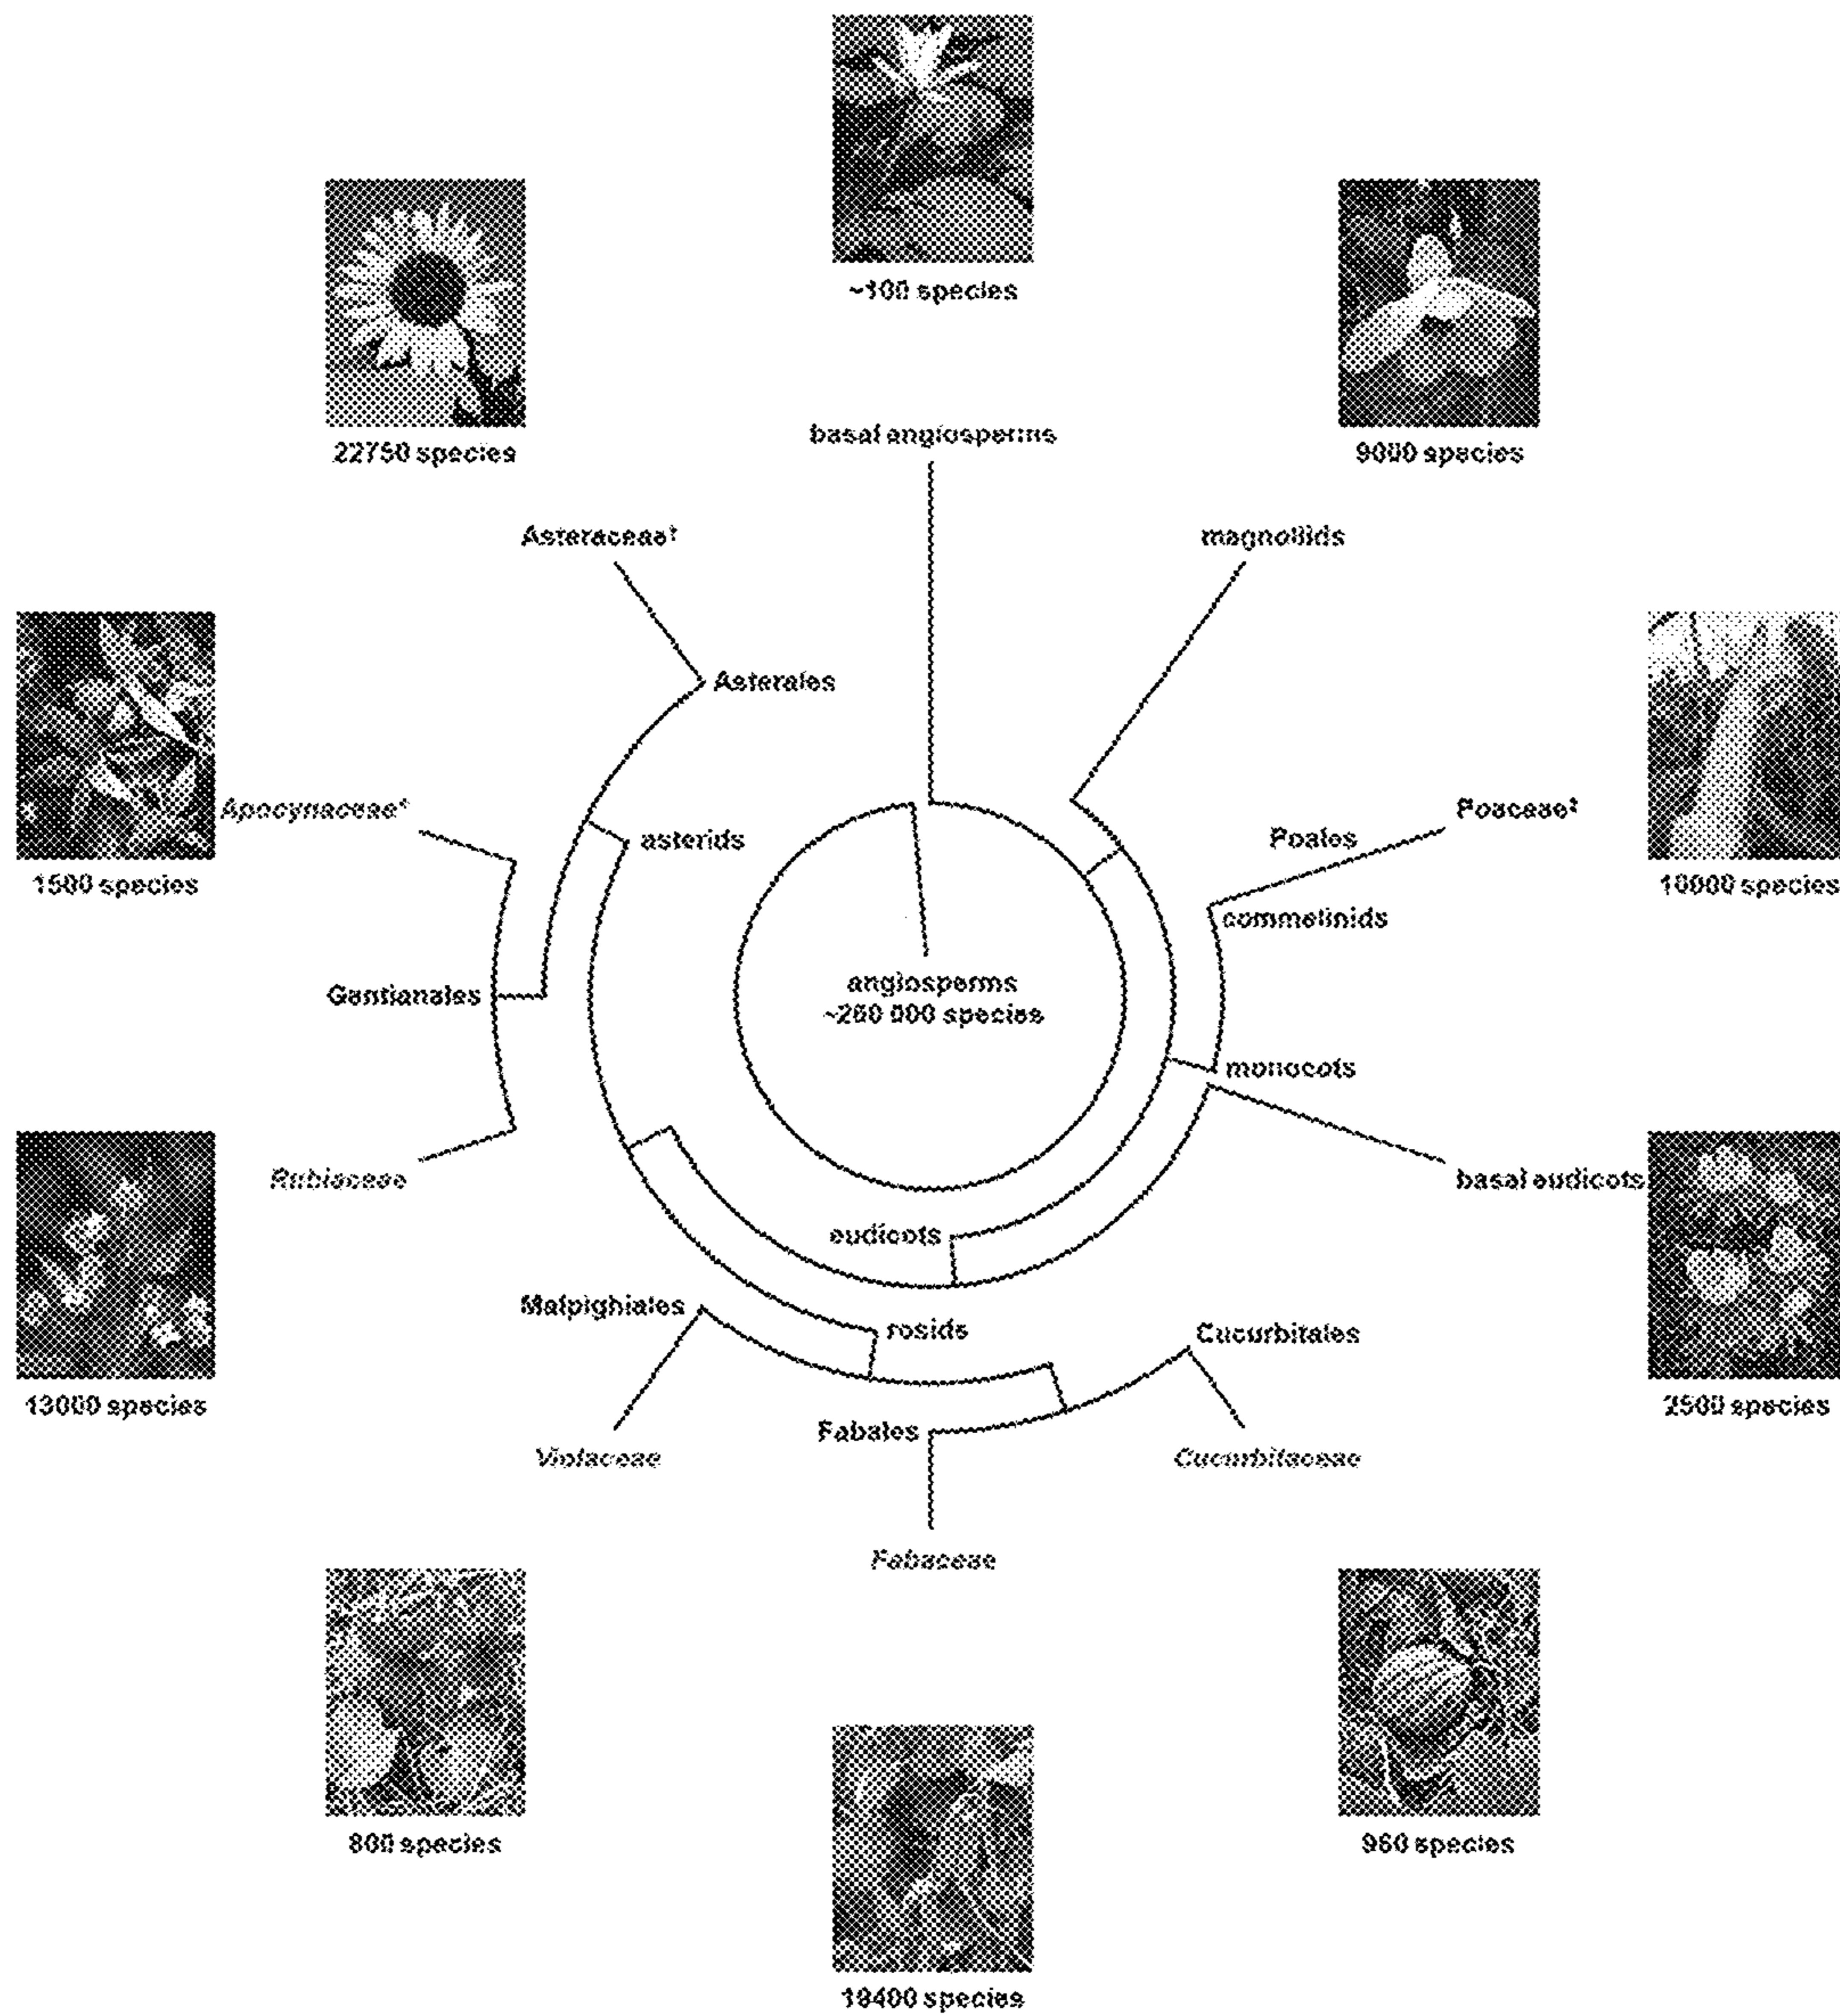 ~100 species
22750 species
9000 species
basal angiosperms
Asteraceae†
magnoliids
Asterales
Apocynaceae*
1500 species
asterids
Poales
Poaceae‡
10000 species
commelinids
Gentianales
angiosperms
~260 000 species
monocots
Rubiaceae
basal eudicots
eudicots
Malpighiales
rosids
Cucurbitales
13000 species
2500 species
Fabales
Violaceae
Cucurbitaceae
Fabaceae
800 species
960 species
species